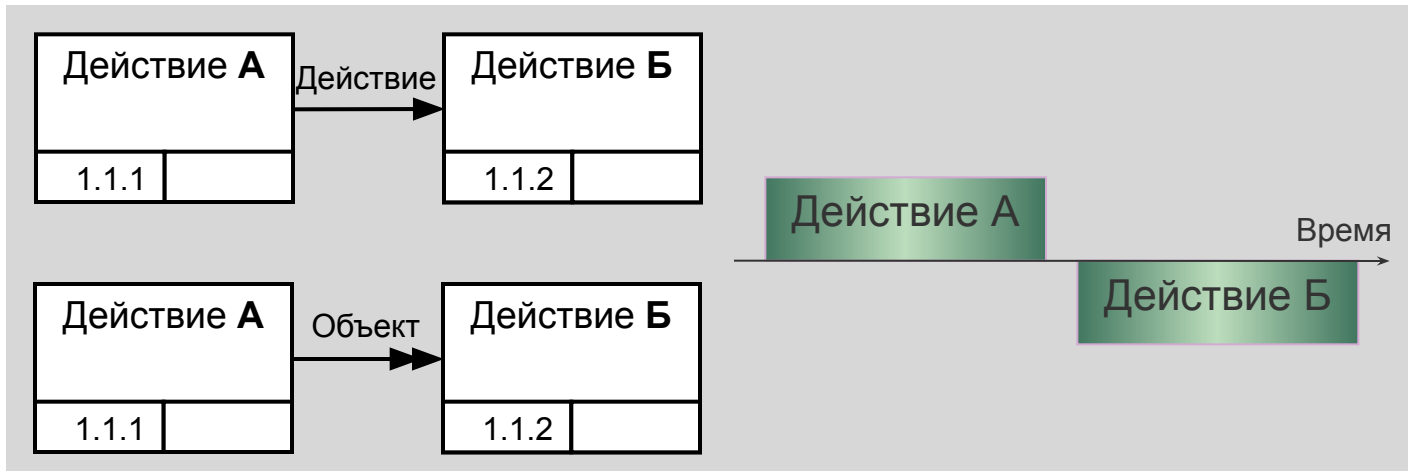 Действие А
Действие
Действие Б
1.1.1
1.1.2
Действие А
Объект
Действие Б
1.1.1
1.1.2
Действие А
Время
Действие Б